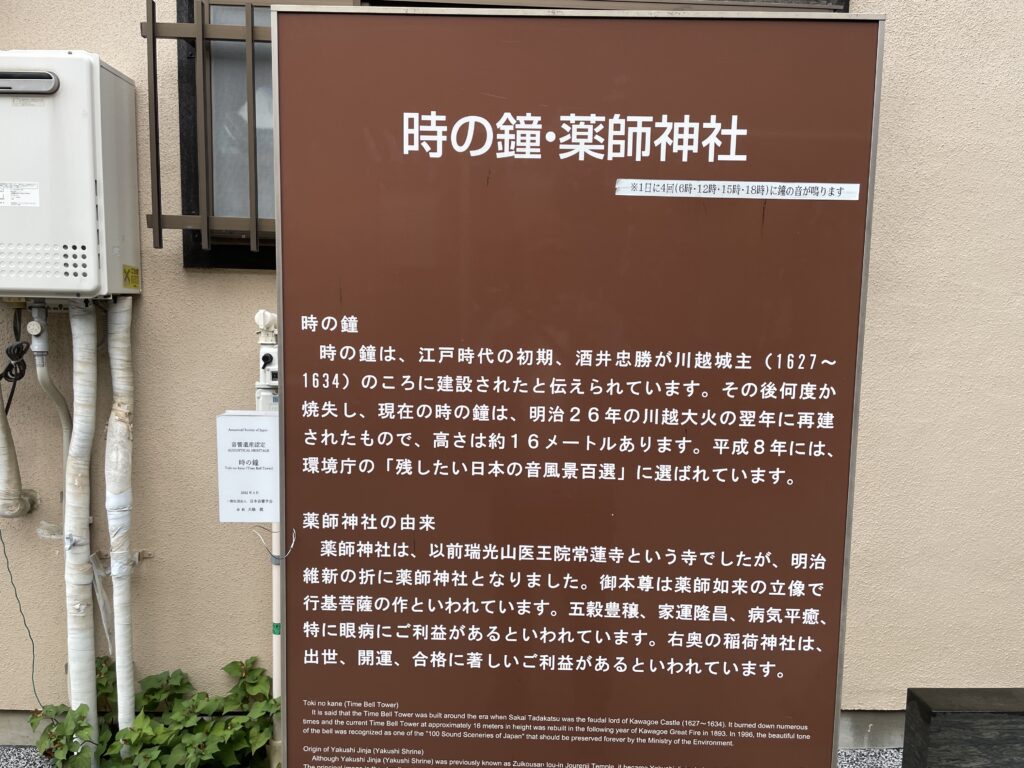 時の鐘・薬師神社
※1日に4回(6時・12時・15時・18時)に鐘の音が鳴ります
時の鐘
時の鐘は、江戸時代の初期、酒井忠勝が川越城主（1627～
1634）のころに建設されたと伝えられています。その後何度か
焼失し、現在の時の鐘は、明治２６年の川越大火の翌年に再建
されたもので、高さは約１６メートルあります。平成８年には、
環境庁の「残したい日本の音風景百選」に選ばれています。
薬師神社の由来
薬師神社は、以前瑞光山医王院常蓮寺という寺でしたが、明治
維新の折に薬師神社となりました。御本尊は薬師如来の立像で
行基菩薩の作といわれています。五穀豊穣、家運隆昌、病気平癒、
特に眼病にご利益があるといわれています。右奥の稲荷神社は、
出世、開運、合格に著しいご利益があるといわれています。
Toki no kane (Time Bell Tower)
It is said that the Time Bell Tower was built around the era when Sakai Tadakatsu was the feudal lord of Kawagoe Castle (1627～1634). It burned down numerous
times and the current Time Bell Tower at approximately 16 meters in height was rebuilt in the following year of Kawagoe Great Fire in 1893. In 1996, the beautiful tone
of the bell was recognized as one of the "100 Sound Sceneries of Japan" that should be preserved forever by the Ministry of the Environment.
Origin of Yakushi Jinja (Yakushi Shrine)
Although Yakushi Jinja (Yakushi Shrine) was previously known as Zuikousan Iou-in Jourenji Temple, it became
音響遺産認定
ACOUSTICAL HERITAGE
時の鐘
Toki no kane (Time Bell Tower)
一般社団法人 日本音響学会